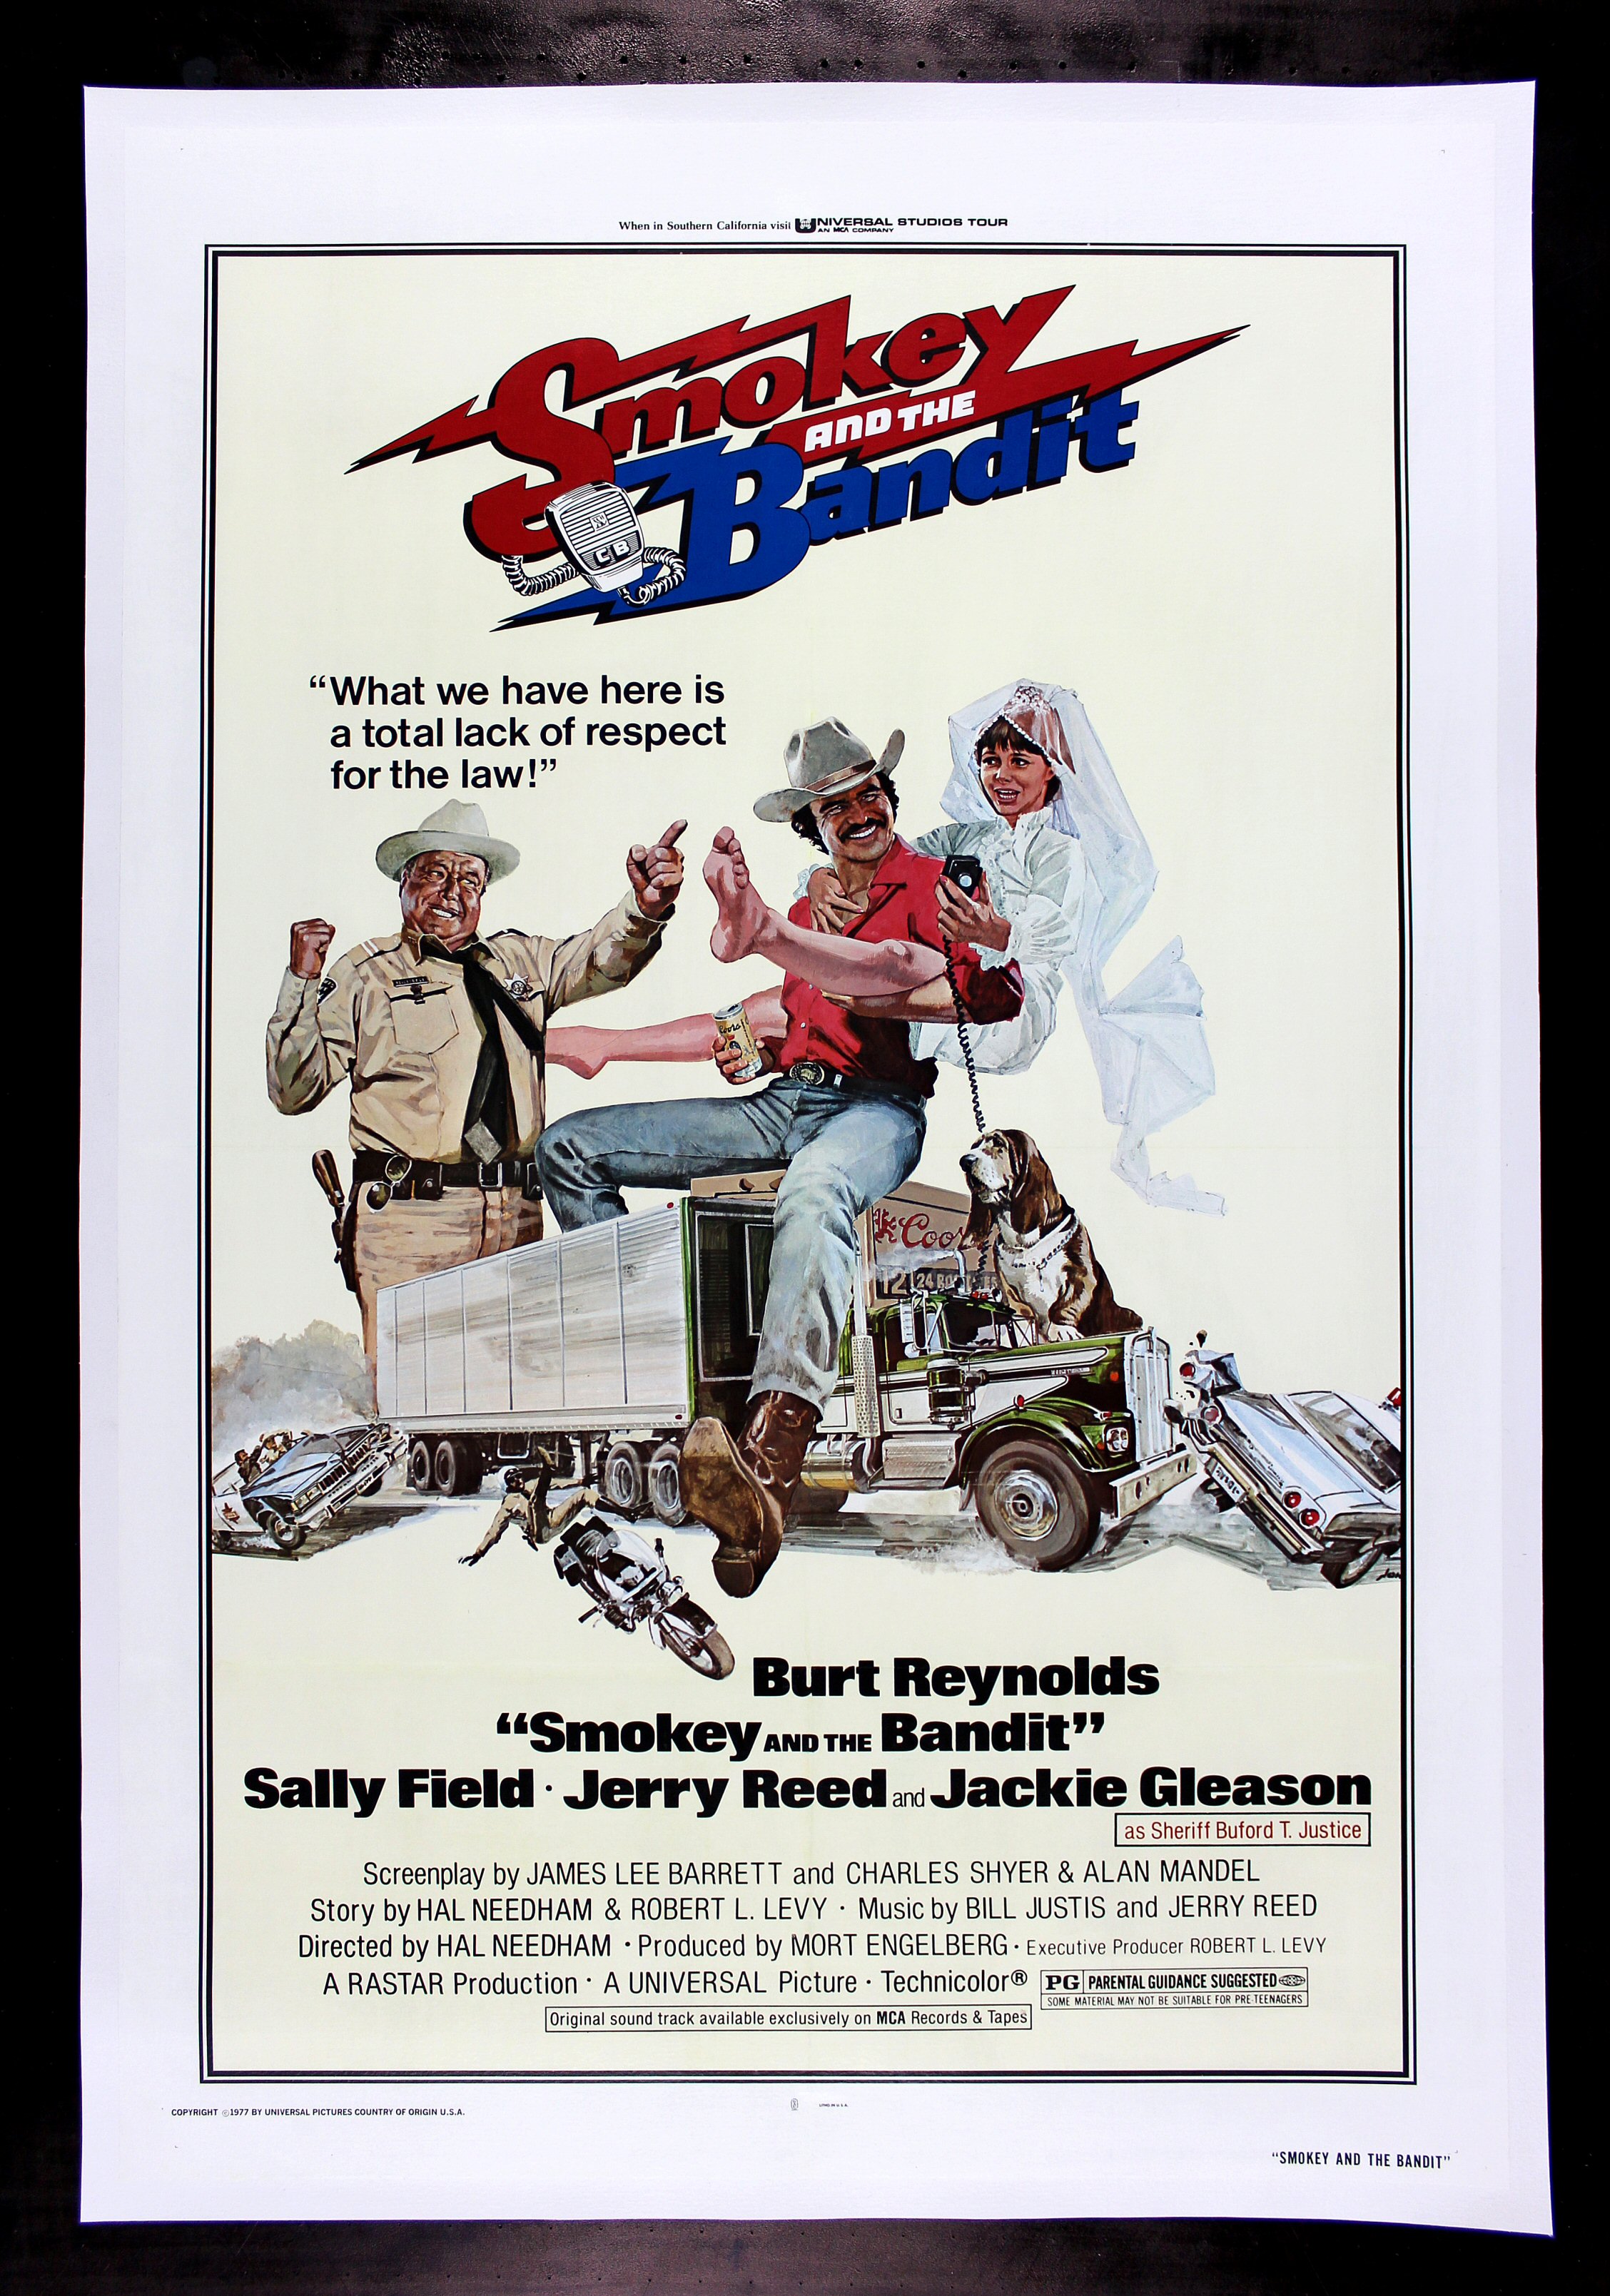 When in Southern California visit UNIVERSAL STUDIOS TOUR
AN MCA COMPANY
Smokey
AND THE
Bandit
CB
“What we have here is
a total lack of respect
for the law!”
Coors
Coo
12 24 BO
Burt Reynolds
“Smokey AND THE Bandit”
Sally Field · Jerry Reed and Jackie Gleason
as Sheriff Buford T. Justice
Screenplay by JAMES LEE BARRETT and CHARLES SHYER & ALAN MANDEL
Story by HAL NEEDHAM & ROBERT L. LEVY · Music by BILL JUSTIS and JERRY REED
Directed by HAL NEEDHAM · Produced by MORT ENGELBERG · Executive Producer ROBERT L. LEVY
A RASTAR Production · A UNIVERSAL Picture · Technicolor®
PG PARENTAL GUIDANCE SUGGESTED
SOME MATERIAL MAY NOT BE SUITABLE FOR PRE-TEENAGERS
Original sound track available exclusively on MCA Records & Tapes
COPYRIGHT ©1977 BY UNIVERSAL PICTURES COUNTRY OF ORIGIN U.S.A.
LITHO. IN U.S.A.
“SMOKEY AND THE BANDIT”